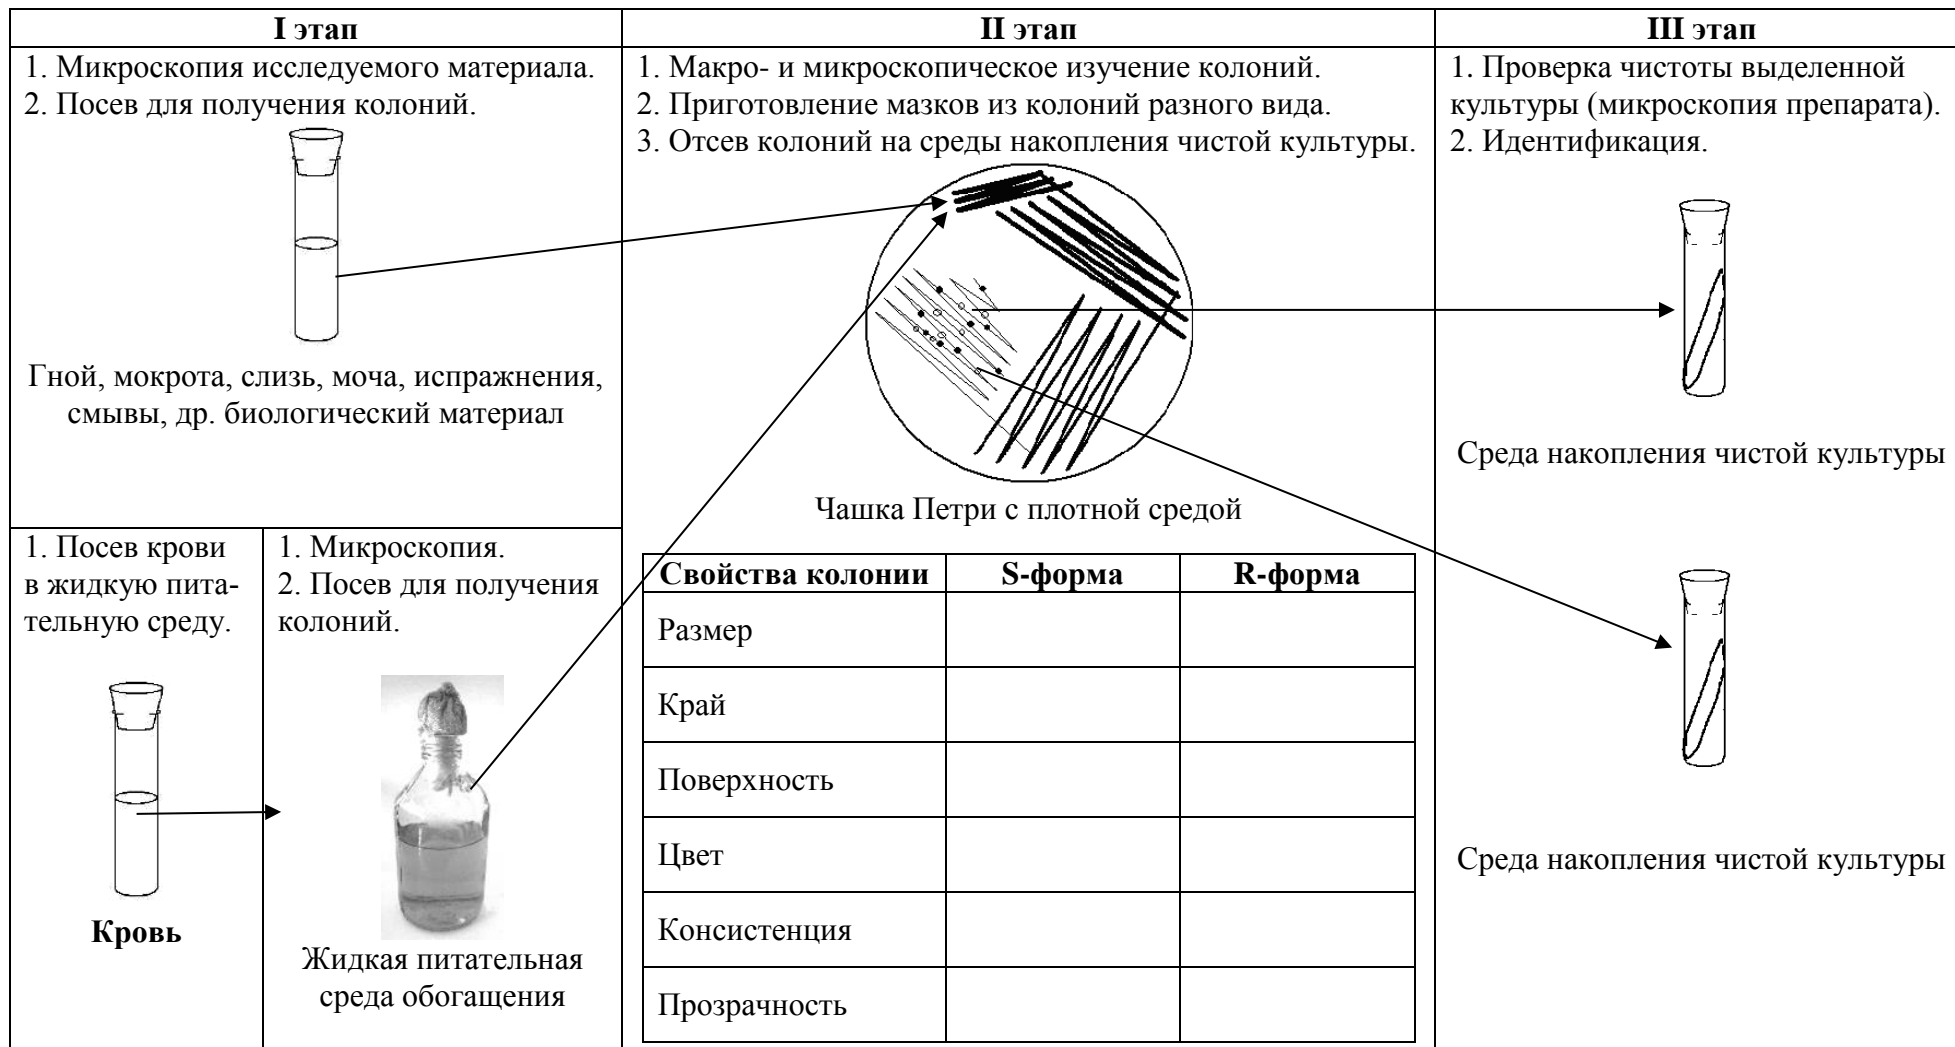 I этап
1. Микроскопия исследуемого материала.
2. Посев для получения колоний.
Гной, мокрота, слизь, моча, испражнения,
смывы, др. биологический материал
1. Посев крови
в жидкую пита-
тельную среду.
Кровь
1. Микроскопия.
2. Посев для получения
колоний.
Жидкая питательная
среда обогащения
II этап
1. Макро- и микроскопическое изучение колоний.
2. Приготовление мазков из колоний разного вида.
3. Отсев колоний на среды накопления чистой культуры.
Чашка Петри с плотной средой
Свойства колонии S-форма R-форма
Размер
Край
Поверхность
Цвет
Консистенция
Прозрачность
III этап
1. Проверка чистоты выделенной
культуры (микроскопия препарата).
2. Идентификация.
Среда накопления чистой культуры
Среда накопления чистой культуры